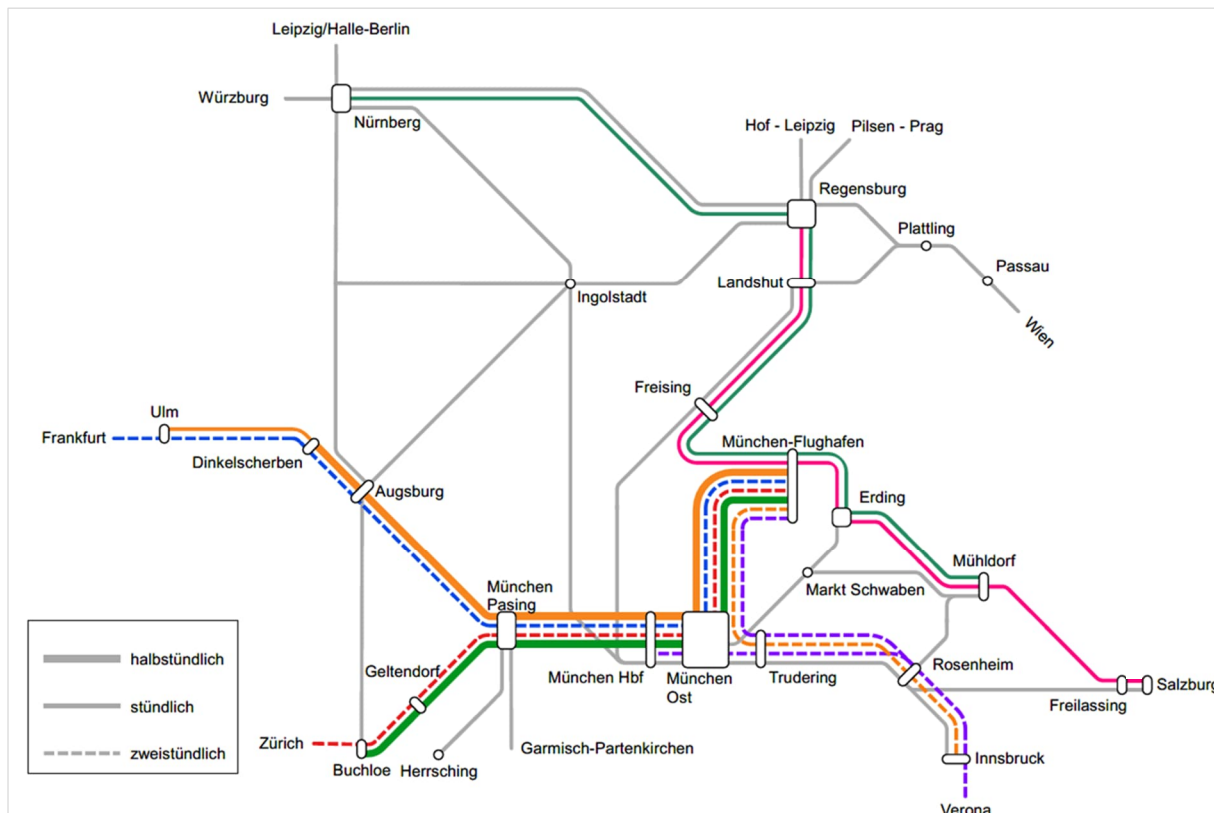 Leipzig/Halle-Berlin
Würzburg
Nürnberg
Hof - Leipzig
Pilsen - Prag
Regensburg
Plattling
Passau
Wien
Landshut
Ingolstadt
Freising
Ulm
Frankfurt
Dinkelscherben
Augsburg
München-Flughafen
Erding
Mühldorf
Markt Schwaben
München
Pasing
Geltendorf
München Hbf
München
Ost
Trudering
Rosenheim
Freilassing
Salzburg
Zürich
Buchloe
Herrsching
Garmisch-Partenkirchen
Innsbruck
Verona
halbstündlich
stündlich
zweistündlich